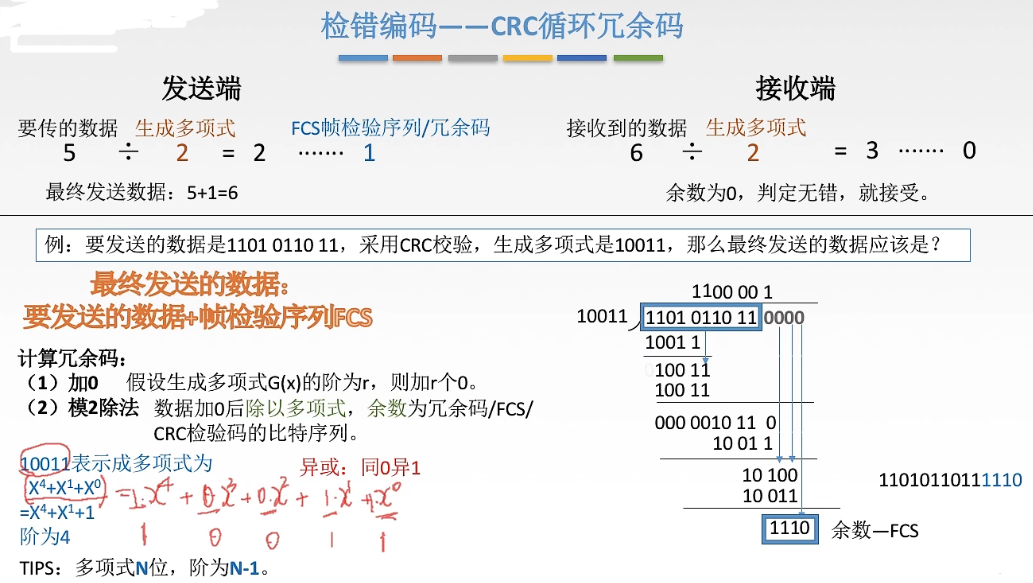 检错编码——CRC循环冗余码
发送端
要传的数据 生成多项式 FCS帧检验序列/冗余码
5 ÷ 2 = 2 ······· 1
最终发送数据：5+1=6
接收端
接收到的数据 生成多项式
6 ÷ 2 = 3 ······· 0
余数为0，判定无错，就接受。
例：要发送的数据是1101 0110 11，采用CRC校验，生成多项式是10011，那么最终发送的数据应该是？
最终发送的数据：
要发送的数据+帧检验序列FCS
计算冗余码：
（1）加0 假设生成多项式G(x)的阶为r，则加r个0。
（2）模2除法 数据加0后除以多项式，余数为冗余码/FCS/
CRC检验码的比特序列。
10011表示成多项式为
异或：同0异1
X⁴+X¹+X⁰ =1·x⁴ + 0·x³ + 0·x² + 1·x¹ + 1·x⁰
=X⁴+X¹+1
1 0 0 1 1
阶为4
TIPS：多项式N位，阶为N-1。
1100 00 1
10011 1101 0110 11 0000
1001 1
0100 11
100 11
000 0010 11 0
10 01 1
10 100
10 011
1110 余数—FCS
11010110111110